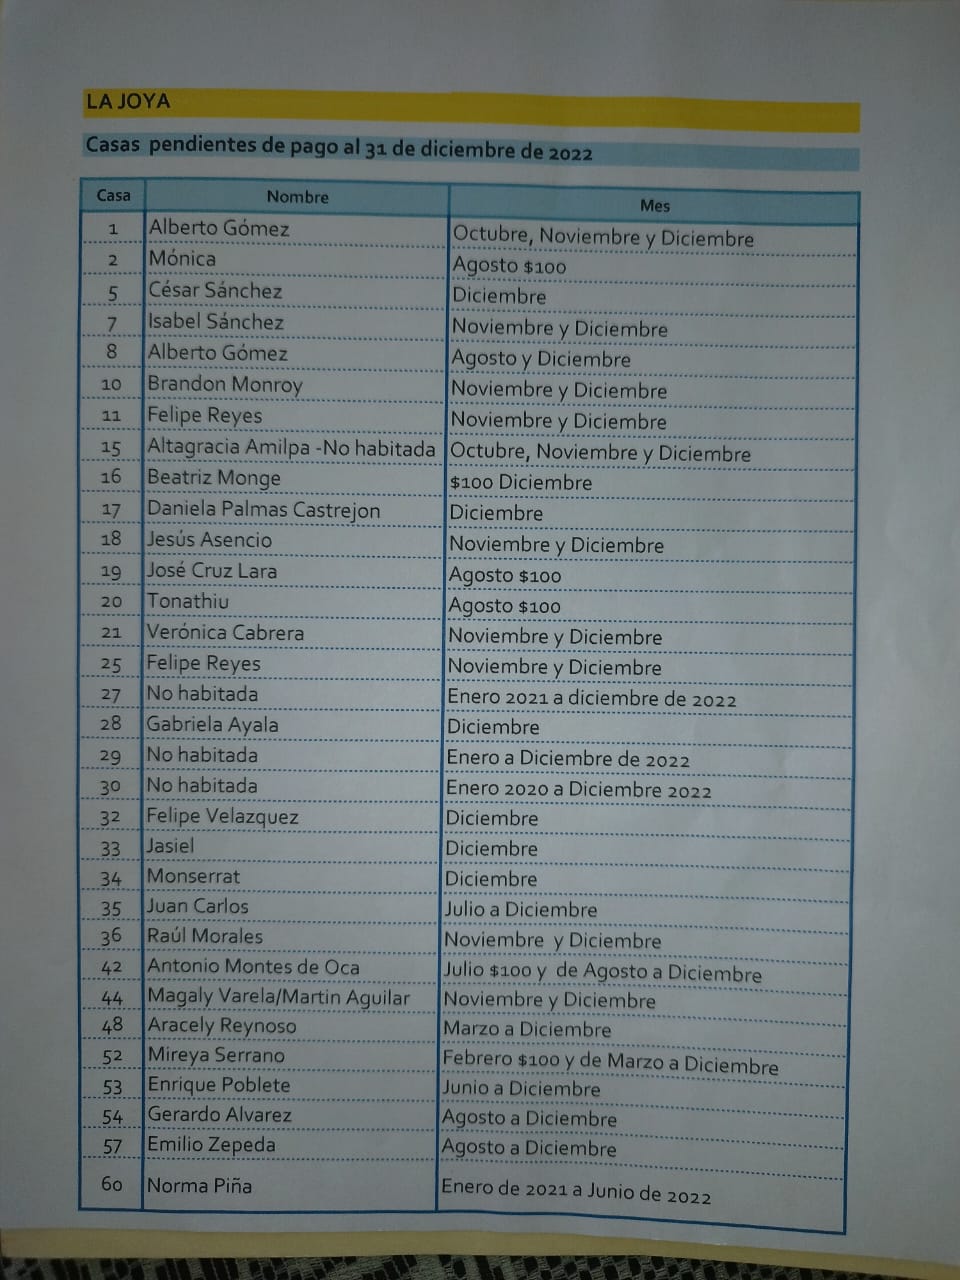 LA JOYA
Casas pendientes de pago al 31 de diciembre de 2022
Casa Nombre Mes
1 Alberto Gómez Octubre, Noviembre y Diciembre
2 Mónica Agosto $100
5 César Sánchez Diciembre
7 Isabel Sánchez Noviembre y Diciembre
8 Alberto Gómez Agosto y Diciembre
10 Brandon Monroy Noviembre y Diciembre
11 Felipe Reyes Noviembre y Diciembre
15 Altagracia Amilpa -No habitada Octubre, Noviembre y Diciembre
16 Beatriz Monge $100 Diciembre
17 Daniela Palmas Castrejon Diciembre
18 Jesús Asencio Noviembre y Diciembre
19 José Cruz Lara Agosto $100
20 Tonathiu Agosto $100
21 Verónica Cabrera Noviembre y Diciembre
25 Felipe Reyes Noviembre y Diciembre
27 No habitada Enero 2021 a diciembre de 2022
28 Gabriela Ayala Diciembre
29 No habitada Enero a Diciembre de 2022
30 No habitada Enero 2020 a Diciembre 2022
32 Felipe Velazquez Diciembre
33 Jasiel Diciembre
34 Monserrat Diciembre
35 Juan Carlos Julio a Diciembre
36 Raúl Morales Noviembre y Diciembre
42 Antonio Montes de Oca Julio $100 y de Agosto a Diciembre
44 Magaly Varela/Martin Aguilar Noviembre y Diciembre
48 Aracely Reynoso Marzo a Diciembre
52 Mireya Serrano Febrero $100 y de Marzo a Diciembre
53 Enrique Poblete Junio a Diciembre
54 Gerardo Alvarez Agosto a Diciembre
57 Emilio Zepeda Agosto a Diciembre
60 Norma Piña Enero de 2021 a Junio de 2022